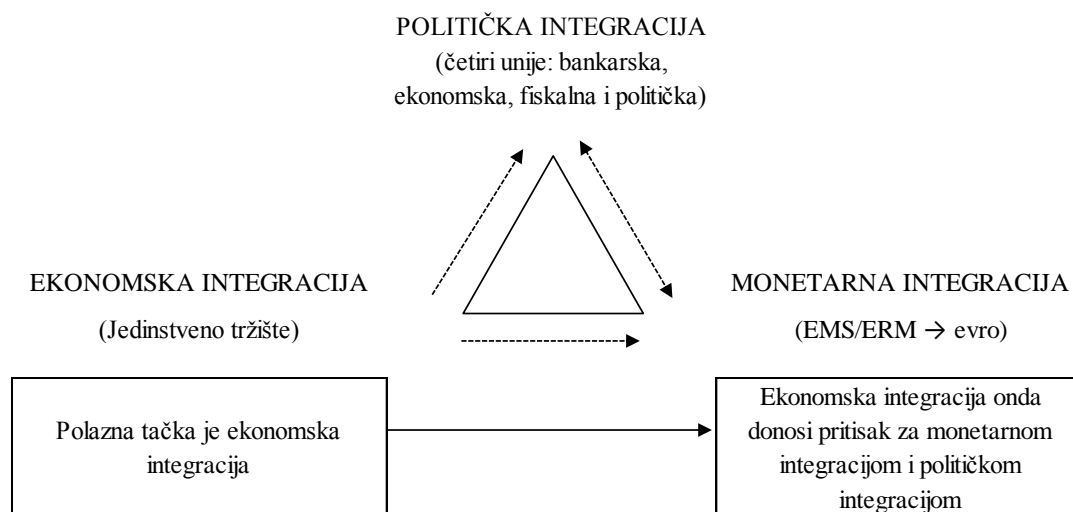 POLITIČKA INTEGRACIJA
(četiri unije: bankarska,
ekonomska, fiskalna i politička)
EKONOMSKA INTEGRACIJA
(Jedinstveno tržište)
MONETARNA INTEGRACIJA
(EMS/ERM → evro)
Polazna tačka je ekonomska
integracija
Ekonomska integracija onda
donosi pritisak za monetarnom
integracijom i političkom
integracijom